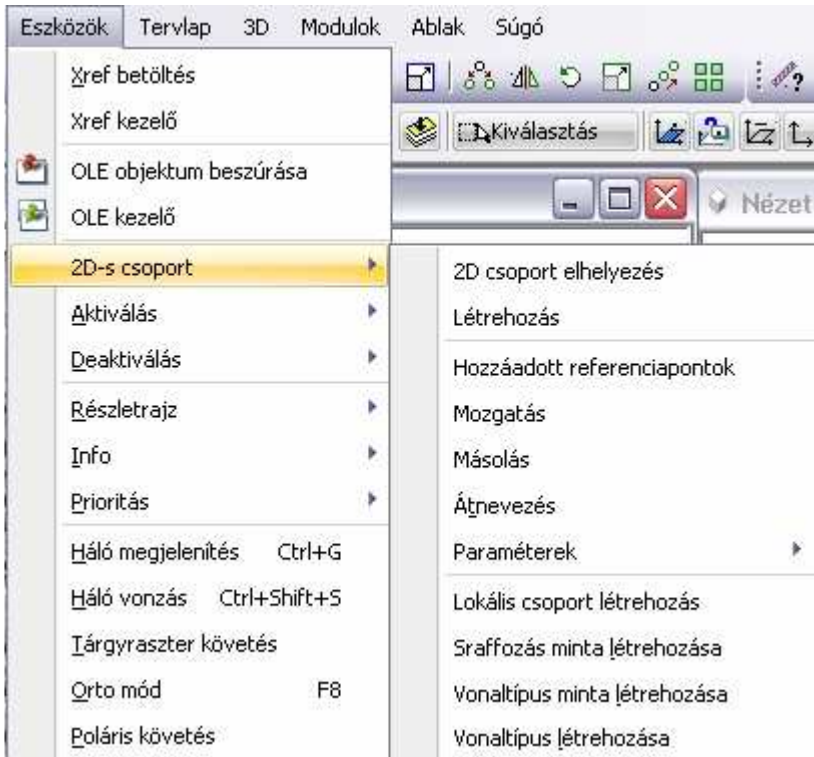 Eszközök Tervlap 3D Modulok Ablak Súgó
Kiválasztás
Nézet
Xref betöltés
Xref kezelő
OLE objektum beszúrása
OLE kezelő
2D-s csoport
Aktiválás
Deaktiválás
Részletrajz
Info
Prioritás
Háló megjelenítés Ctrl+G
Háló vonzás Ctrl+Shift+S
Tárgyraszter követés
Orto mód F8
Poláris követés
2D csoport elhelyezés
Létrehozás
Hozzáadott referenciapontok
Mozgatás
Másolás
Átnevezés
Paraméterek
Lokális csoport létrehozás
Sraffozás minta létrehozása
Vonaltípus minta létrehozása
Vonaltípus létrehozása